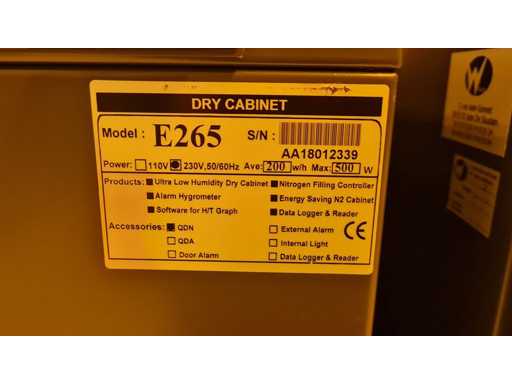 DRY CABINET
Model : E265 S/N :
AA18012339
Power: 110V 230V,50/60Hz Ave: 200 w/h Max: 500 W
Products: Ultra Low Humidity Dry Cabinet Nitrogen Filling Controller
Alarm Hygrometer Energy Saving N2 Cabinet
Software for H/T Graph Data Logger & Reader
Accessories: QDN External Alarm CE
QDA Internal Light
Door Alarm Data Logger & Reader
W